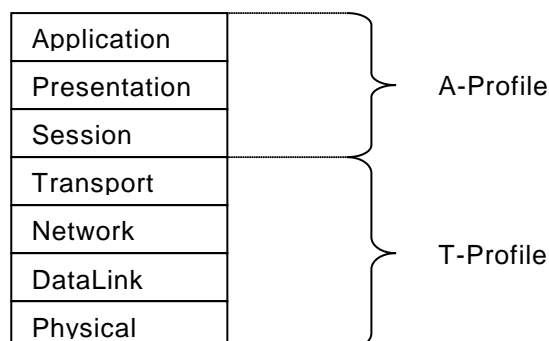 Application
Presentation
A-Profile
Session
Transport
Network
T-Profile
DataLink
Physical